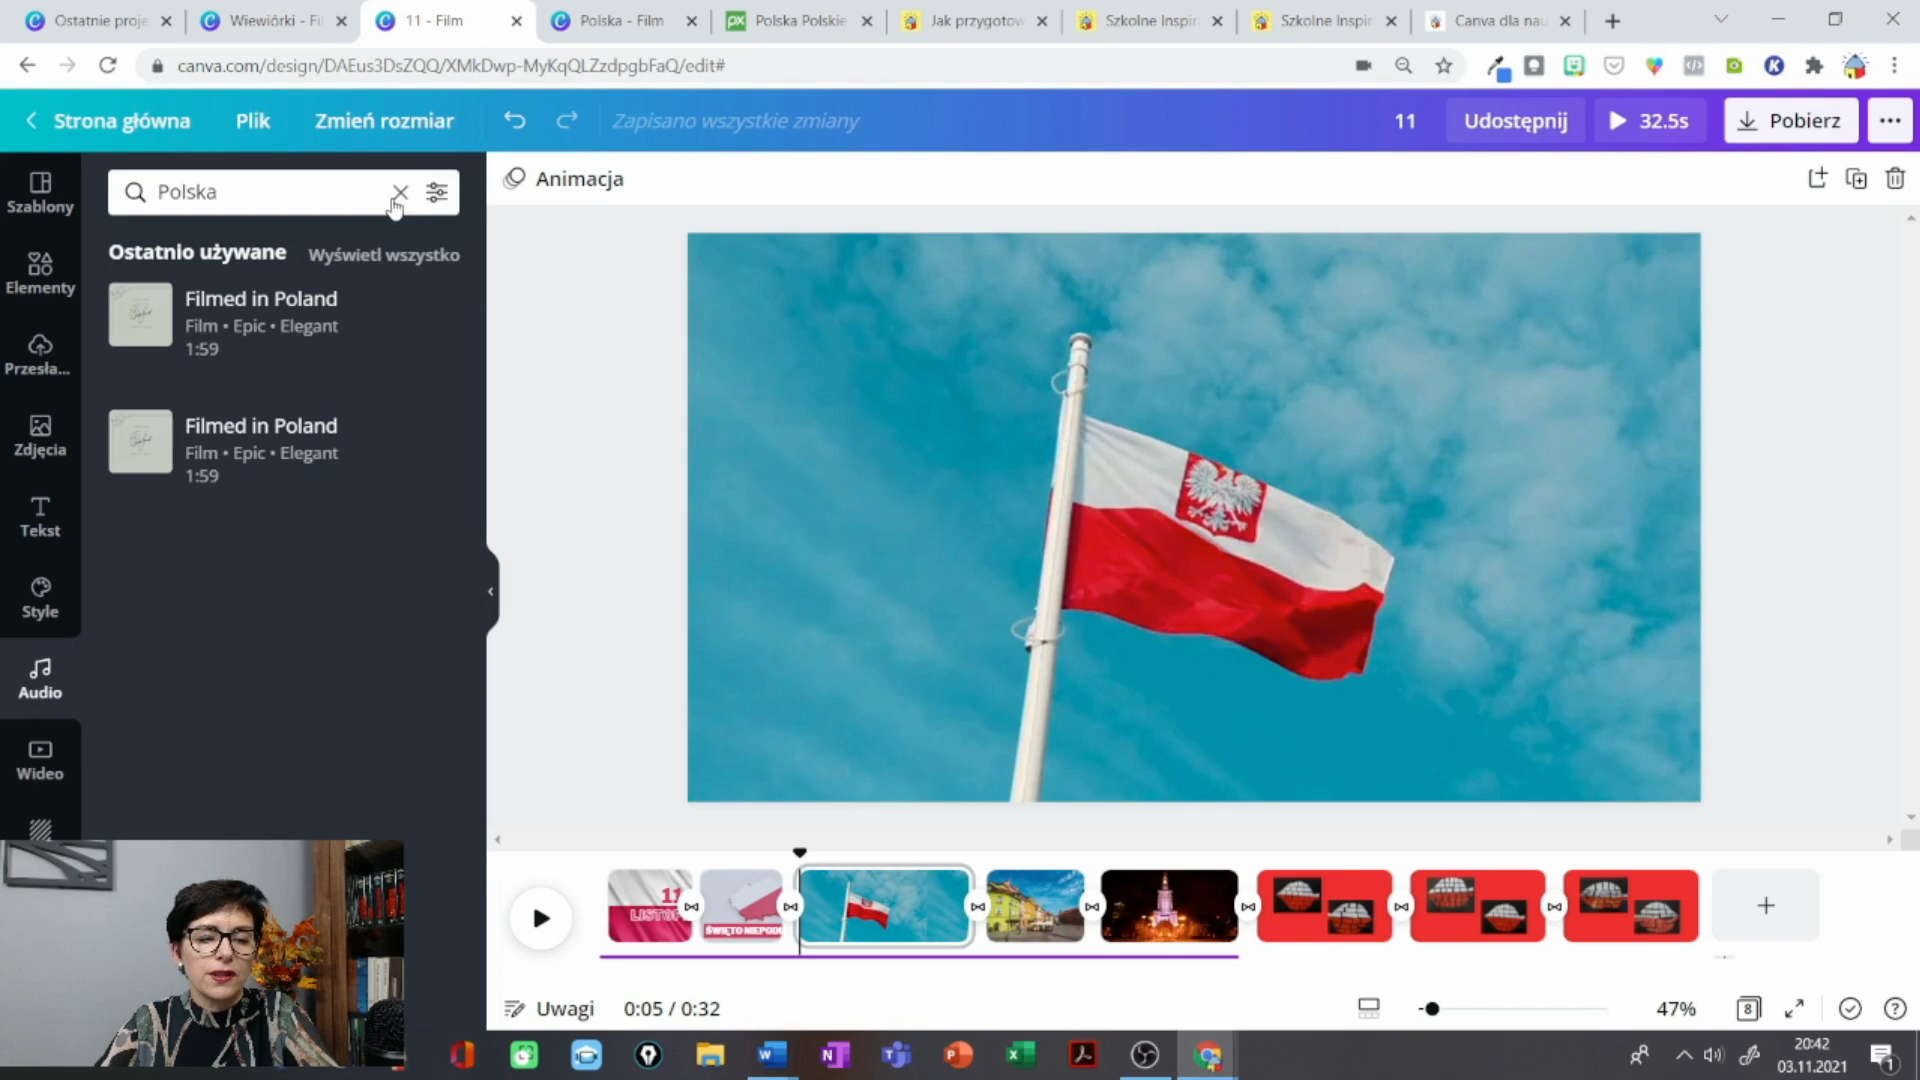 Ostatnie proje
Wiewiórki - Fil
11 - Film
Polska - Film
Polska Polskie
Jak przygotow
Szkolne Inspir
Szkolne Inspir
Canva dla nau
canva.com/design/DAEus3DsZQQ/XMkDwp-MyKqQLZzdpgbFaQ/edit#
Strona główna
Plik
Zmień rozmiar
Zapisano wszystkie zmiany
11
Udostępnij
32.5s
Pobierz
Szablony
Elementy
Przesła...
Zdjęcia
Tekst
Style
Audio
Wideo
Polska
Ostatnio używane
Wyświetl wszystko
Filmed in Poland
Film • Epic • Elegant
1:59
Filmed in Poland
Film • Epic • Elegant
1:59
Animacja
11
LISTOP
ŚWIĘTO NIEPODL
Uwagi
0:05 / 0:32
47%
8
20:42
03.11.2021
1